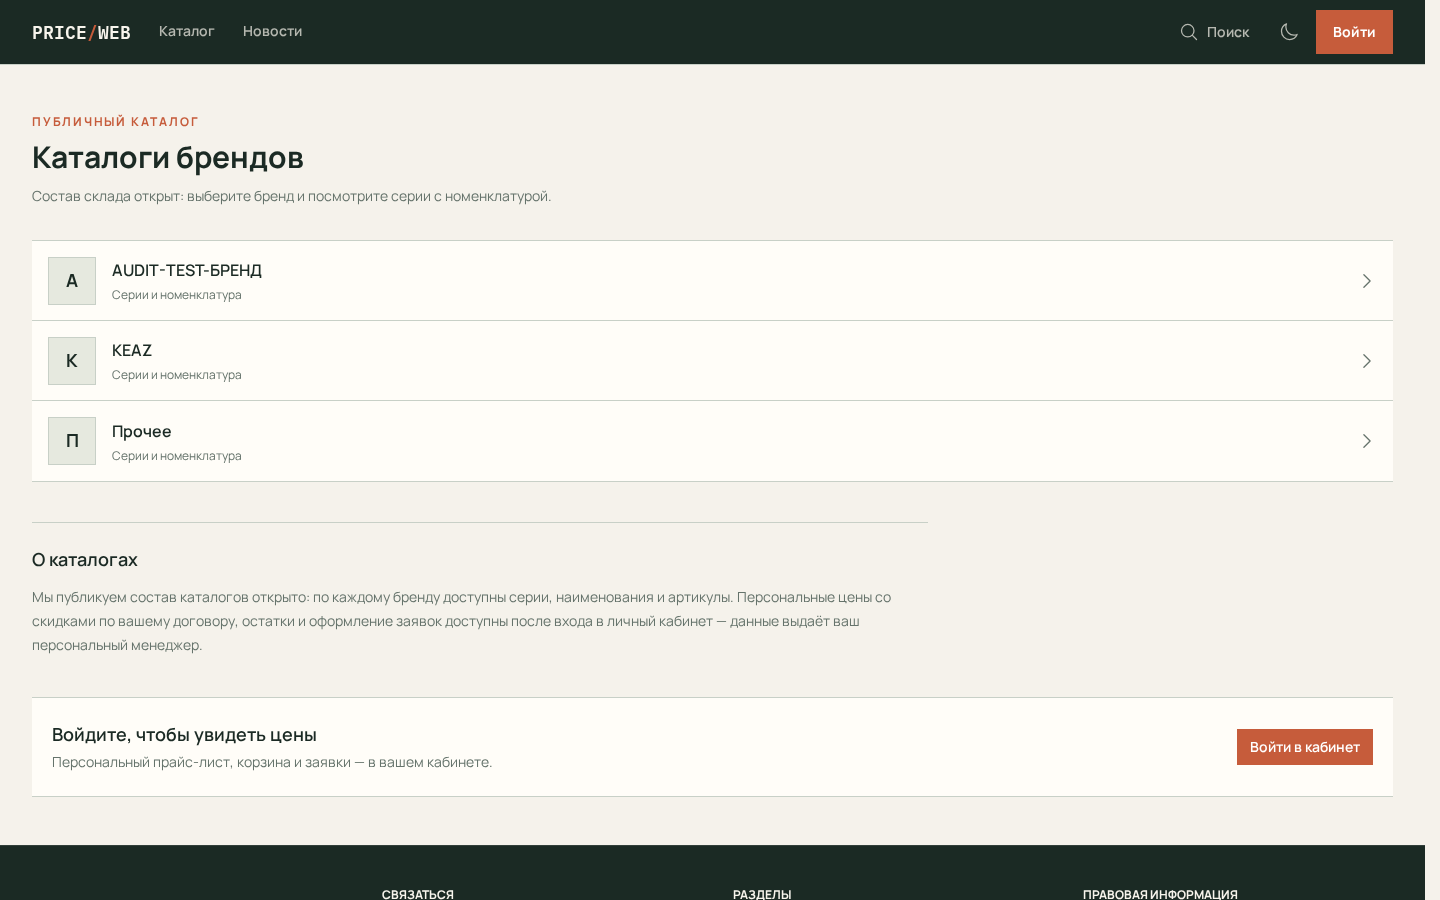 PRICE/WEB
Каталог
Новости
Поиск
Войти
ПУБЛИЧНЫЙ КАТАЛОГ
Каталоги брендов
Состав склада открыт: выберите бренд и посмотрите серии с номенклатурой.
A
AUDIT-TEST-БРЕНД
Серии и номенклатура
K
KEAZ
Серии и номенклатура
П
Прочее
Серии и номенклатура
О каталогах
Мы публикуем состав каталогов открыто: по каждому бренду доступны серии, наименования и артикулы. Персональные цены со
скидками по вашему договору, остатки и оформление заявок доступны после входа в личный кабинет — данные выдаёт ваш
персональный менеджер.
Войдите, чтобы увидеть цены
Персональный прайс-лист, корзина и заявки — в вашем кабинете.
Войти в кабинет
СВЯЗАТЬСЯ
РАЗДЕЛЫ
ПРАВОВАЯ ИНФОРМАЦИЯ